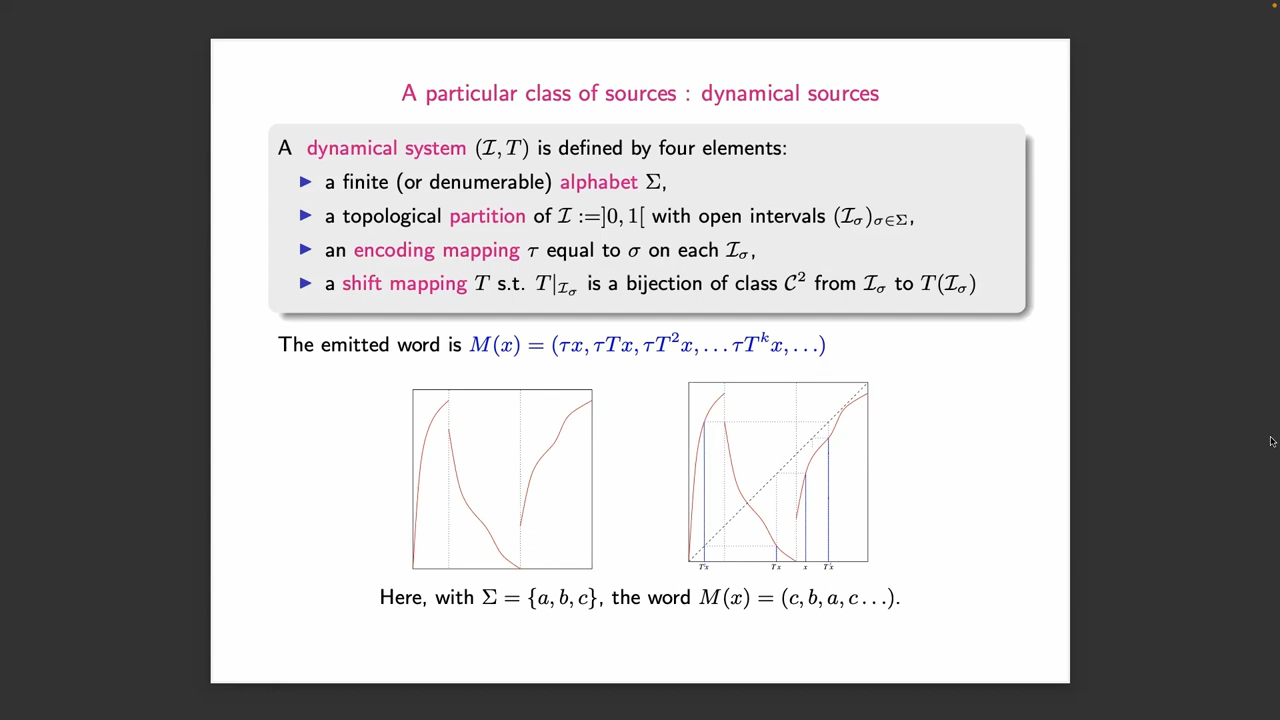 A particular class of sources : dynamical sources
A dynamical system (ℐ, T) is defined by four elements:
▶ a finite (or denumerable) alphabet Σ,
▶ a topological partition of ℐ :=]0, 1[ with open intervals (ℐ_σ)_{σ∈Σ},
▶ an encoding mapping τ equal to σ on each ℐ_σ,
▶ a shift mapping T s.t. T|_{ℐ_σ} is a bijection of class 𝒞² from ℐ_σ to T(ℐ_σ)
The emitted word is M(x) = (τx, τTx, τT²x, . . . τT^k x, . . .)
Tx x
Here, with Σ = {a, b, c}, the word M(x) = (c, b, a, c . . .).